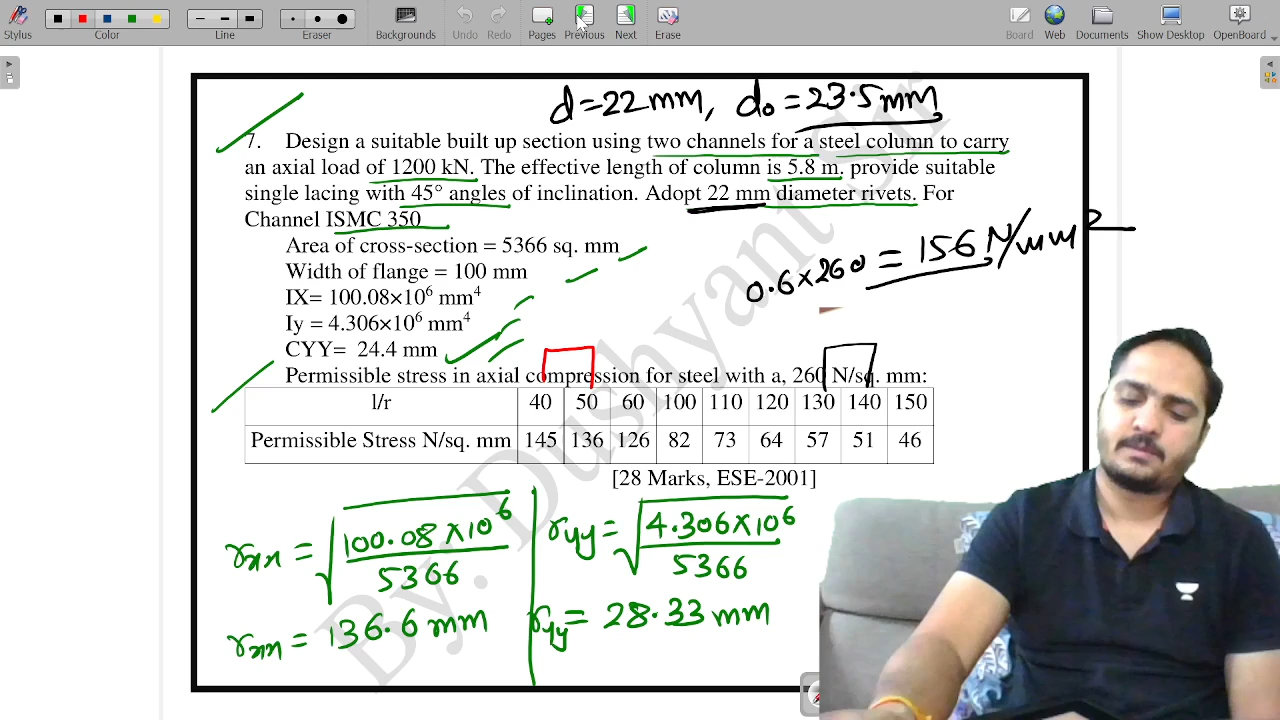 Stylus
Color
Line
Eraser
Backgrounds
Undo
Redo
Pages
Previous
Next
Erase
Board
Web
Documents
Show Desktop
OpenBoard
d=22mm, d₀ = 23.5mm
7. Design a suitable built up section using two channels for a steel column to carry
an axial load of 1200 kN. The effective length of column is 5.8 m. provide suitable
single lacing with 45° angles of inclination. Adopt 22 mm diameter rivets. For
Channel ISMC 350
Area of cross-section = 5366 sq. mm
Width of flange = 100 mm
IX= 100.08×10⁶ mm⁴
Iy = 4.306×10⁶ mm⁴
CYY= 24.4 mm
0.6×260 = 156 N/mm²
Permissible stress in axial compression for steel with a, 260 N/sq. mm:
l/r 40 50 60 100 110 120 130 140 150
Permissible Stress N/sq. mm 145 136 126 82 73 64 57 51 46
[28 Marks, ESE-2001]
rxx = √(100.08×10⁶/5366)
rxx = 136.6 mm
ryy = √(4.306×10⁶/5366)
ryy = 28.33 mm
By: Dushyant Sir